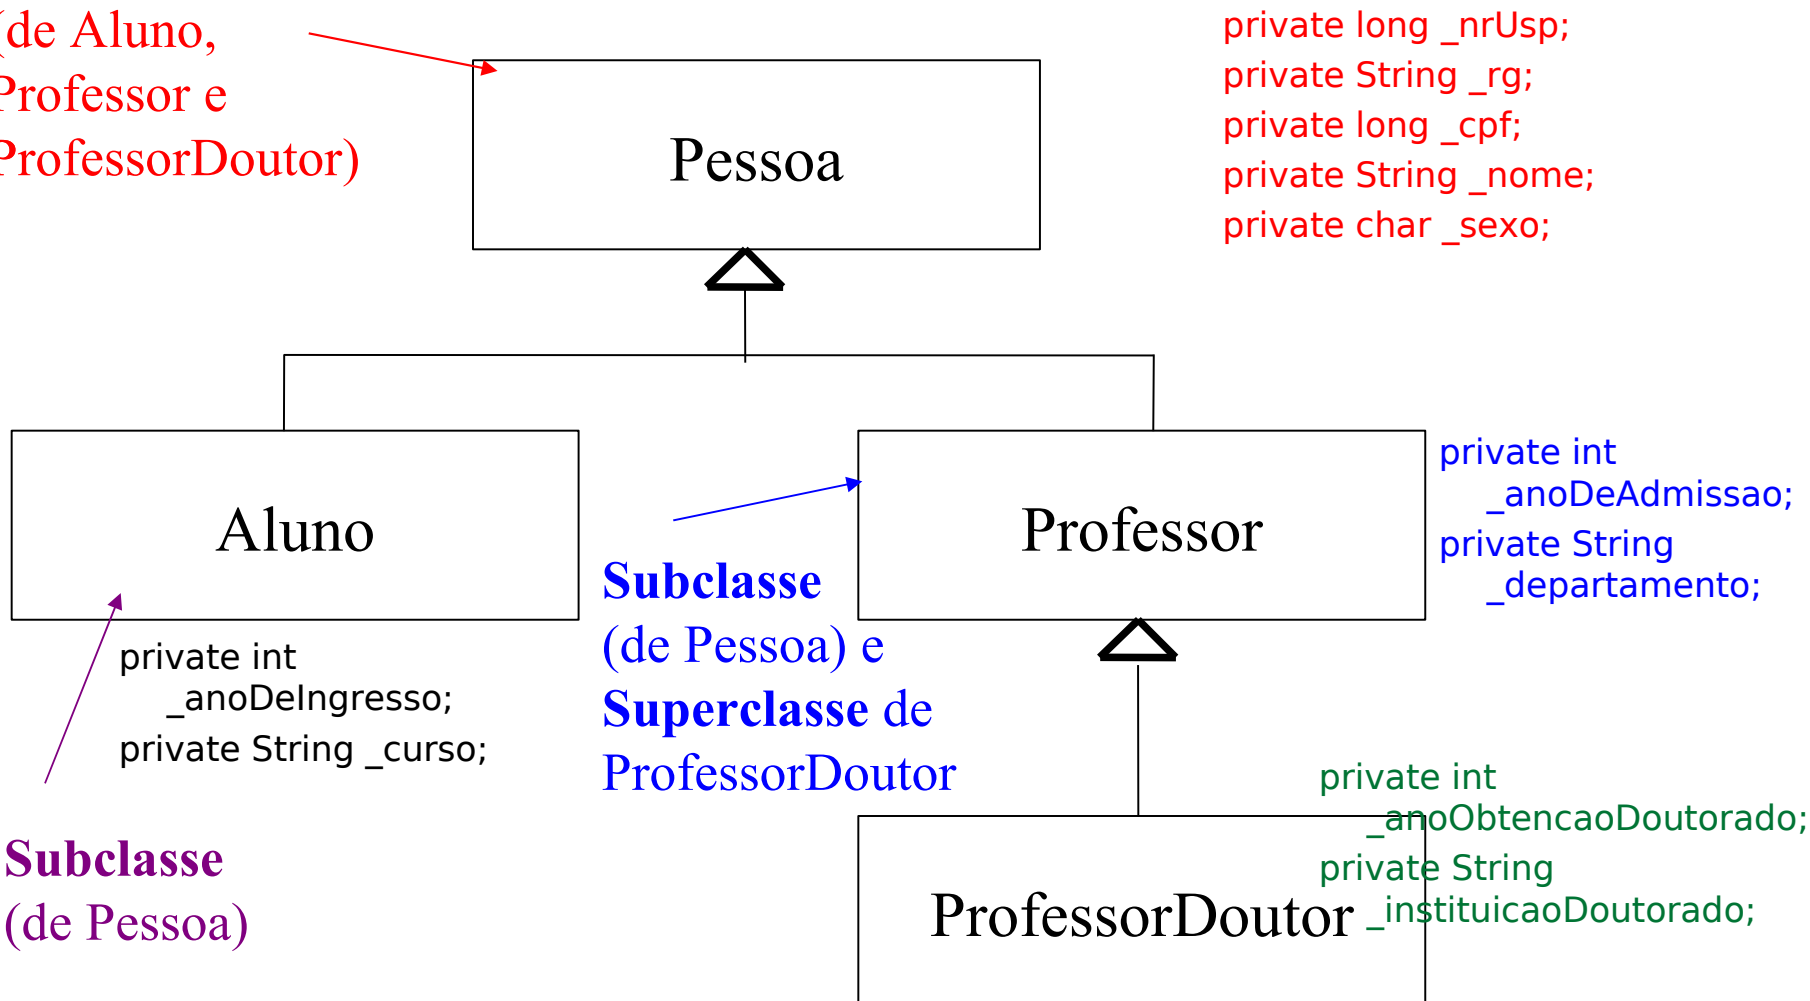 (de Aluno,
Professor e
ProfessorDoutor)
Pessoa
private long _nrUsp;
private String _rg;
private long _cpf;
private String _nome;
private char _sexo;
Aluno
private int
_anoDeIngresso;
private String _curso;
Subclasse
(de Pessoa)
Subclasse
(de Pessoa) e
Superclasse de
ProfessorDoutor
Professor
private int
_anoDeAdmissao;
private String
_departamento;
ProfessorDoutor
private int
_anoObtencaoDoutorado;
private String
_instituicaoDoutorado;